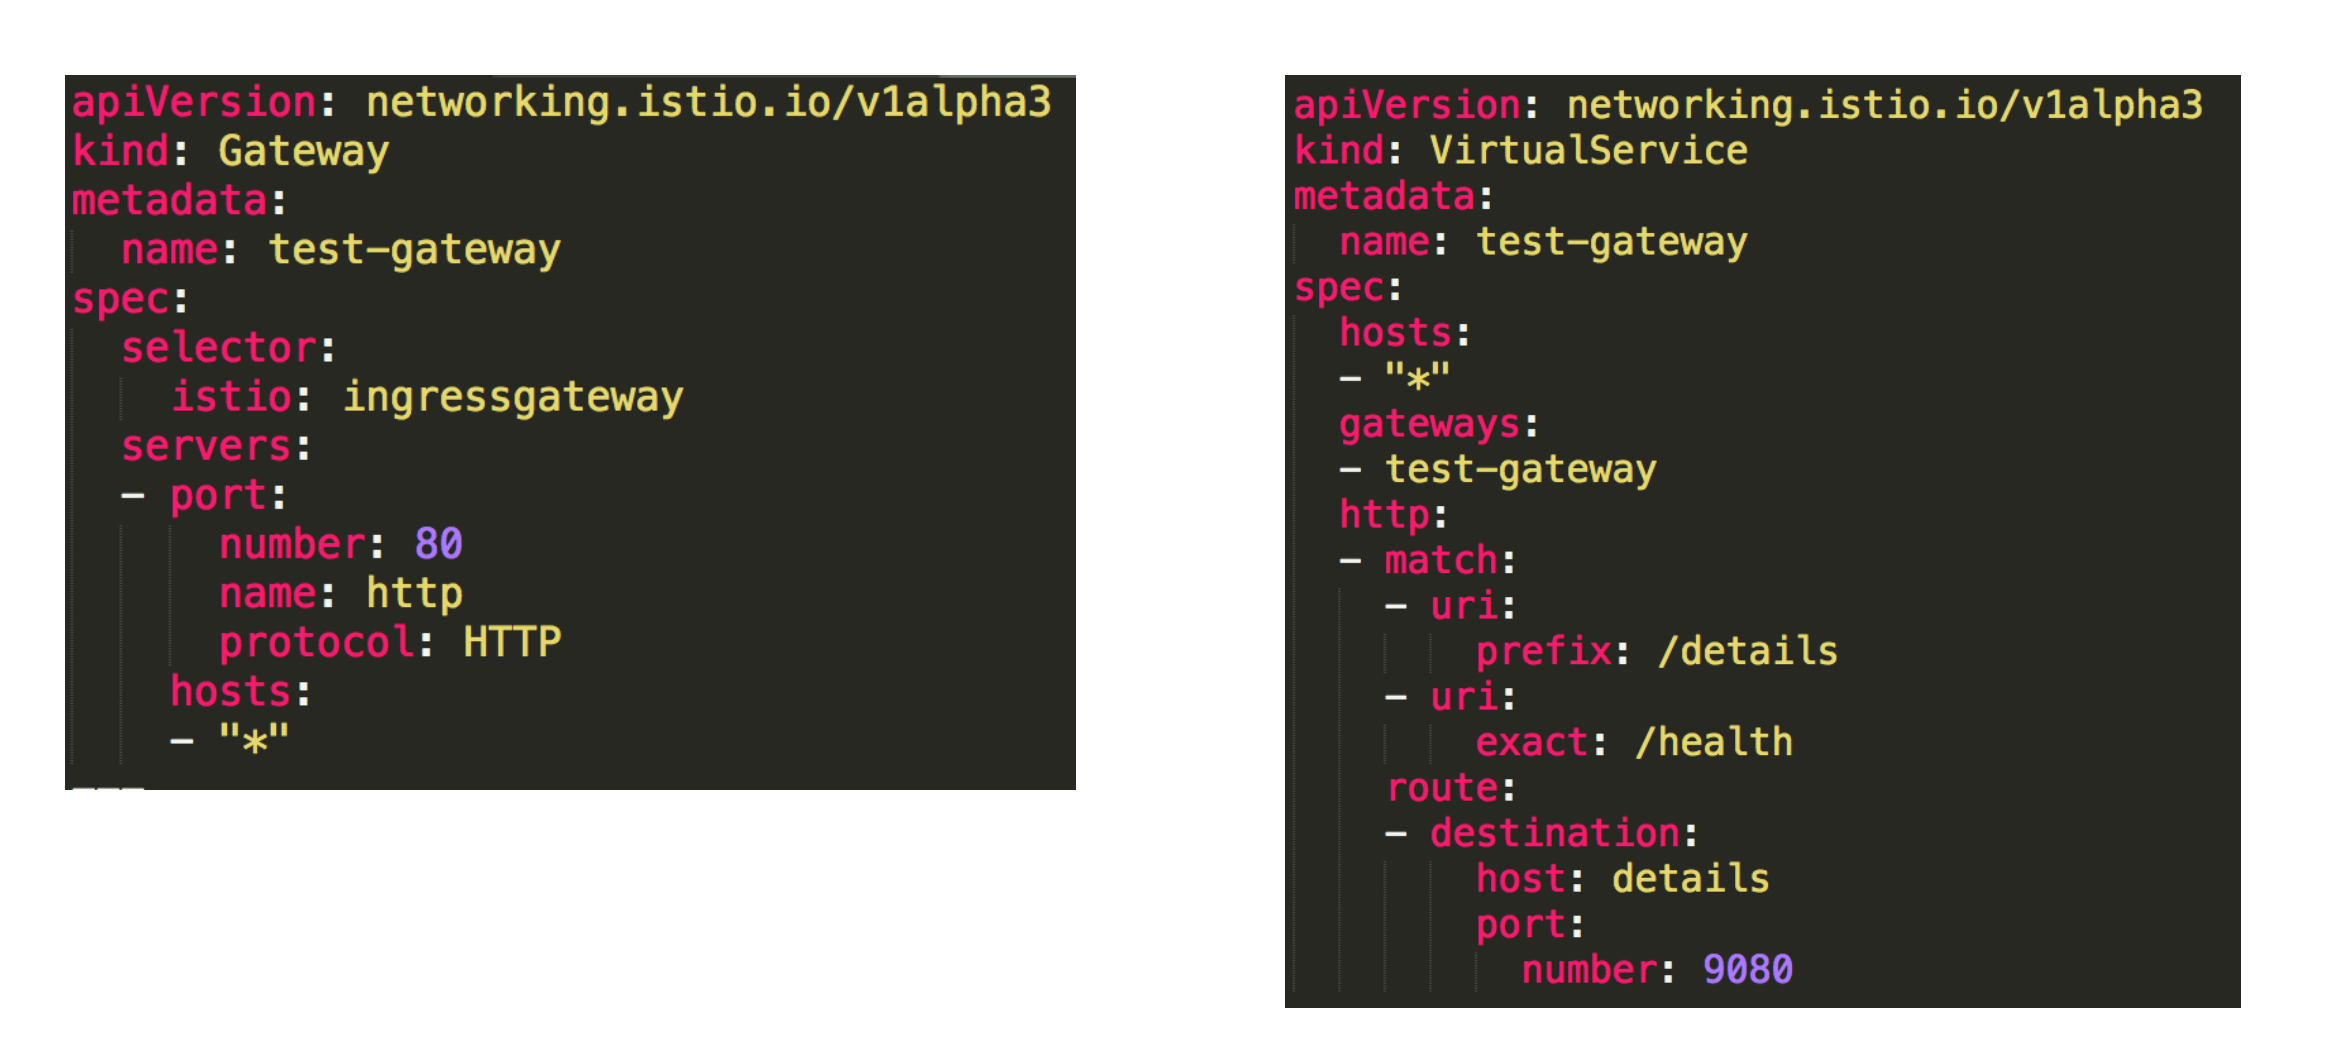 apiVersion: networking.istio.io/v1alpha3
kind: Gateway
metadata:
  name: test-gateway
spec:
  selector:
    istio: ingressgateway
  servers:
  - port:
      number: 80
      name: http
      protocol: HTTP
    hosts:
    - "*"
---
apiVersion: networking.istio.io/v1alpha3
kind: VirtualService
metadata:
  name: test-gateway
spec:
  hosts:
  - "*"
  gateways:
  - test-gateway
  http:
  - match:
    - uri:
        prefix: /details
    - uri:
        exact: /health
    route:
    - destination:
        host: details
        port:
          number: 9080